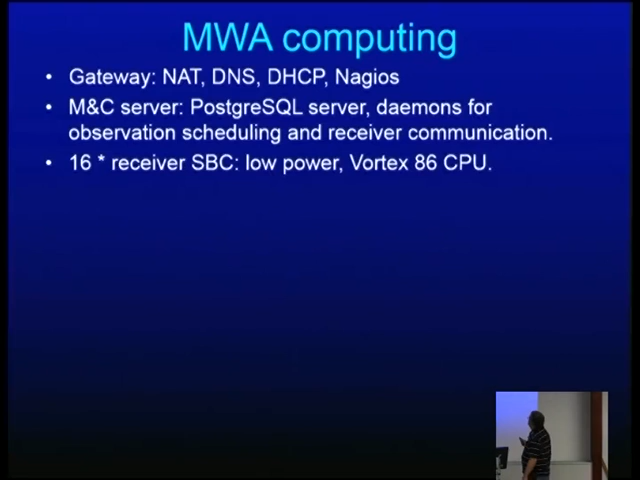 MWA computing
• Gateway: NAT, DNS, DHCP, Nagios
• M&C server: PostgreSQL server, daemons for
observation scheduling and receiver communication.
• 16 * receiver SBC: low power, Vortex 86 CPU.